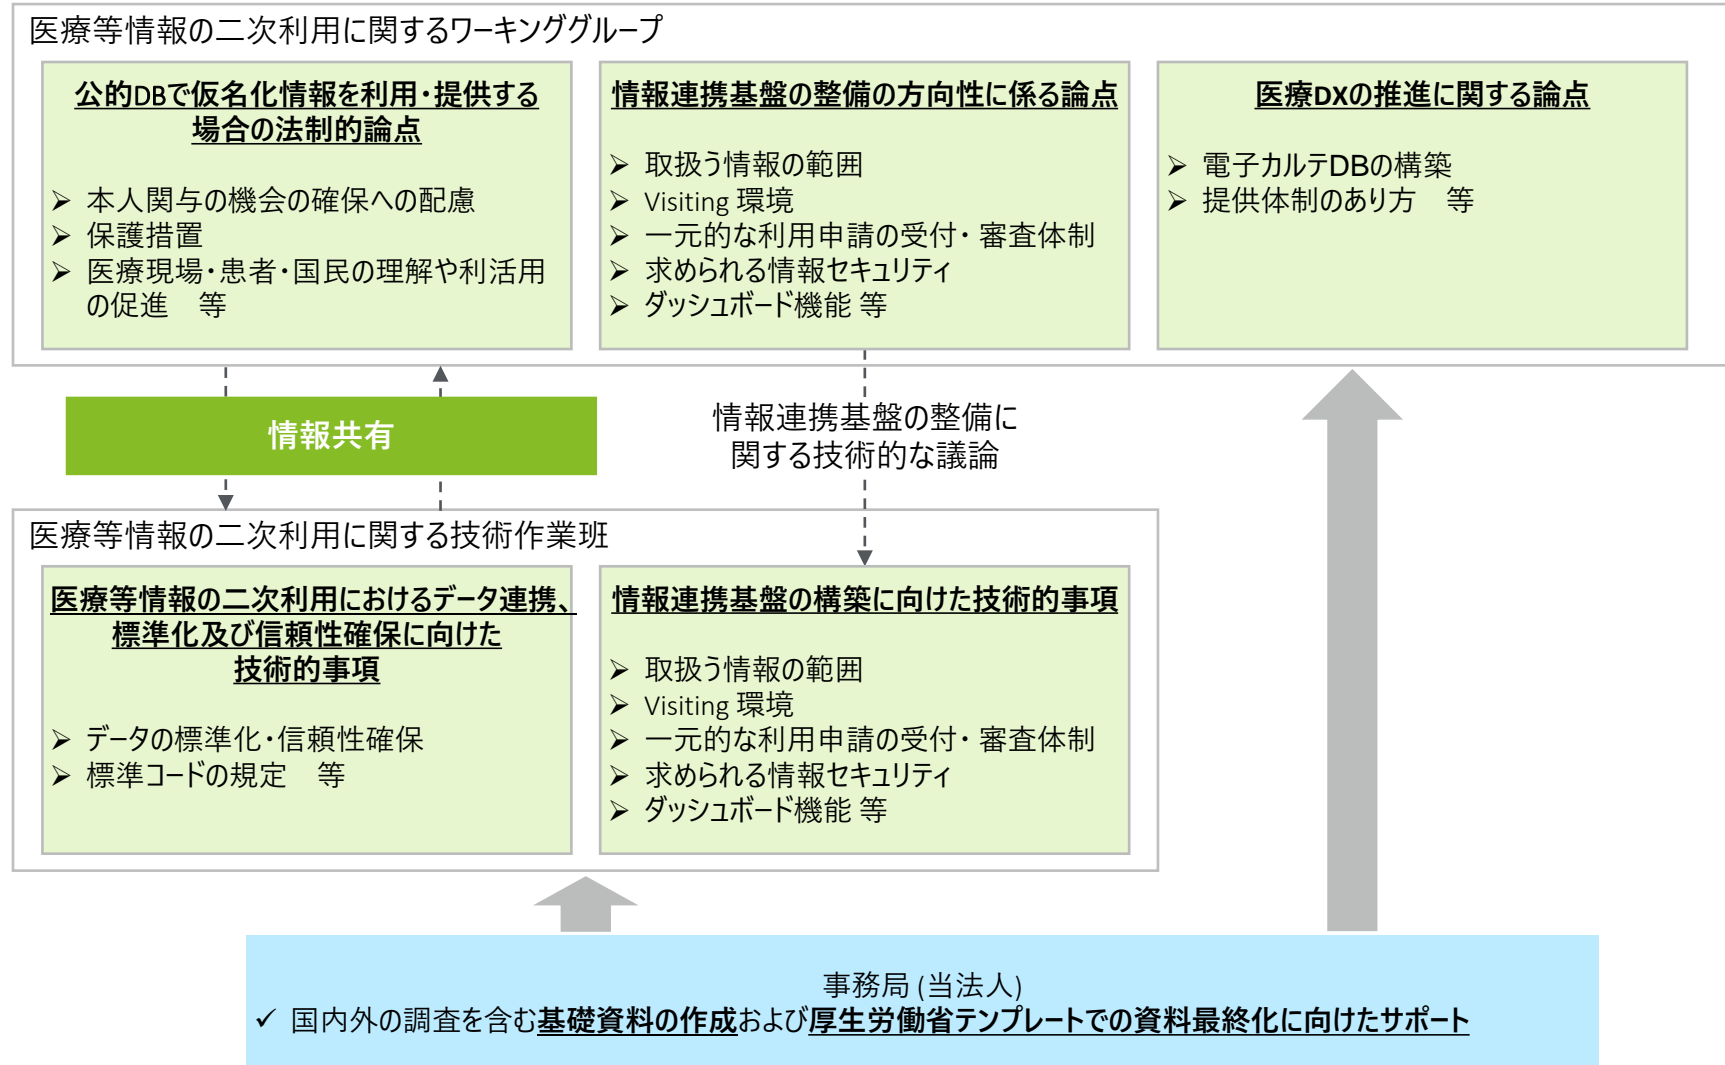 医療等情報の二次利用に関するワーキンググループ
公的DBで仮名化情報を利用・提供する
場合の法制的論点
➢ 本人関与の機会の確保への配慮
➢ 保護措置
➢ 医療現場・患者・国民の理解や利活用
の促進　等
情報連携基盤の整備の方向性に係る論点
➢ 取扱う情報の範囲
➢ Visiting 環境
➢ 一元的な利用申請の受付・ 審査体制
➢ 求められる情報セキュリティ
➢ ダッシュボード機能 等
医療DXの推進に関する論点
➢ 電子カルテDBの構築
➢ 提供体制のあり方　等
情報共有
情報連携基盤の整備に
関する技術的な議論
医療等情報の二次利用に関する技術作業班
医療等情報の二次利用におけるデータ連携、
標準化及び信頼性確保に向けた
技術的事項
➢ データの標準化・信頼性確保
➢ 標準コードの規定　等
情報連携基盤の構築に向けた技術的事項
➢ 取扱う情報の範囲
➢ Visiting 環境
➢ 一元的な利用申請の受付・ 審査体制
➢ 求められる情報セキュリティ
➢ ダッシュボード機能 等
事務局 (当法人)
✓ 国内外の調査を含む基礎資料の作成および厚生労働省テンプレートでの資料最終化に向けたサポート